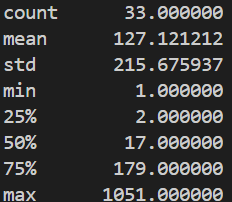 count 33.000000
mean 127.121212
std 215.675937
min 1.000000
25% 2.000000
50% 17.000000
75% 179.000000
max 1051.000000